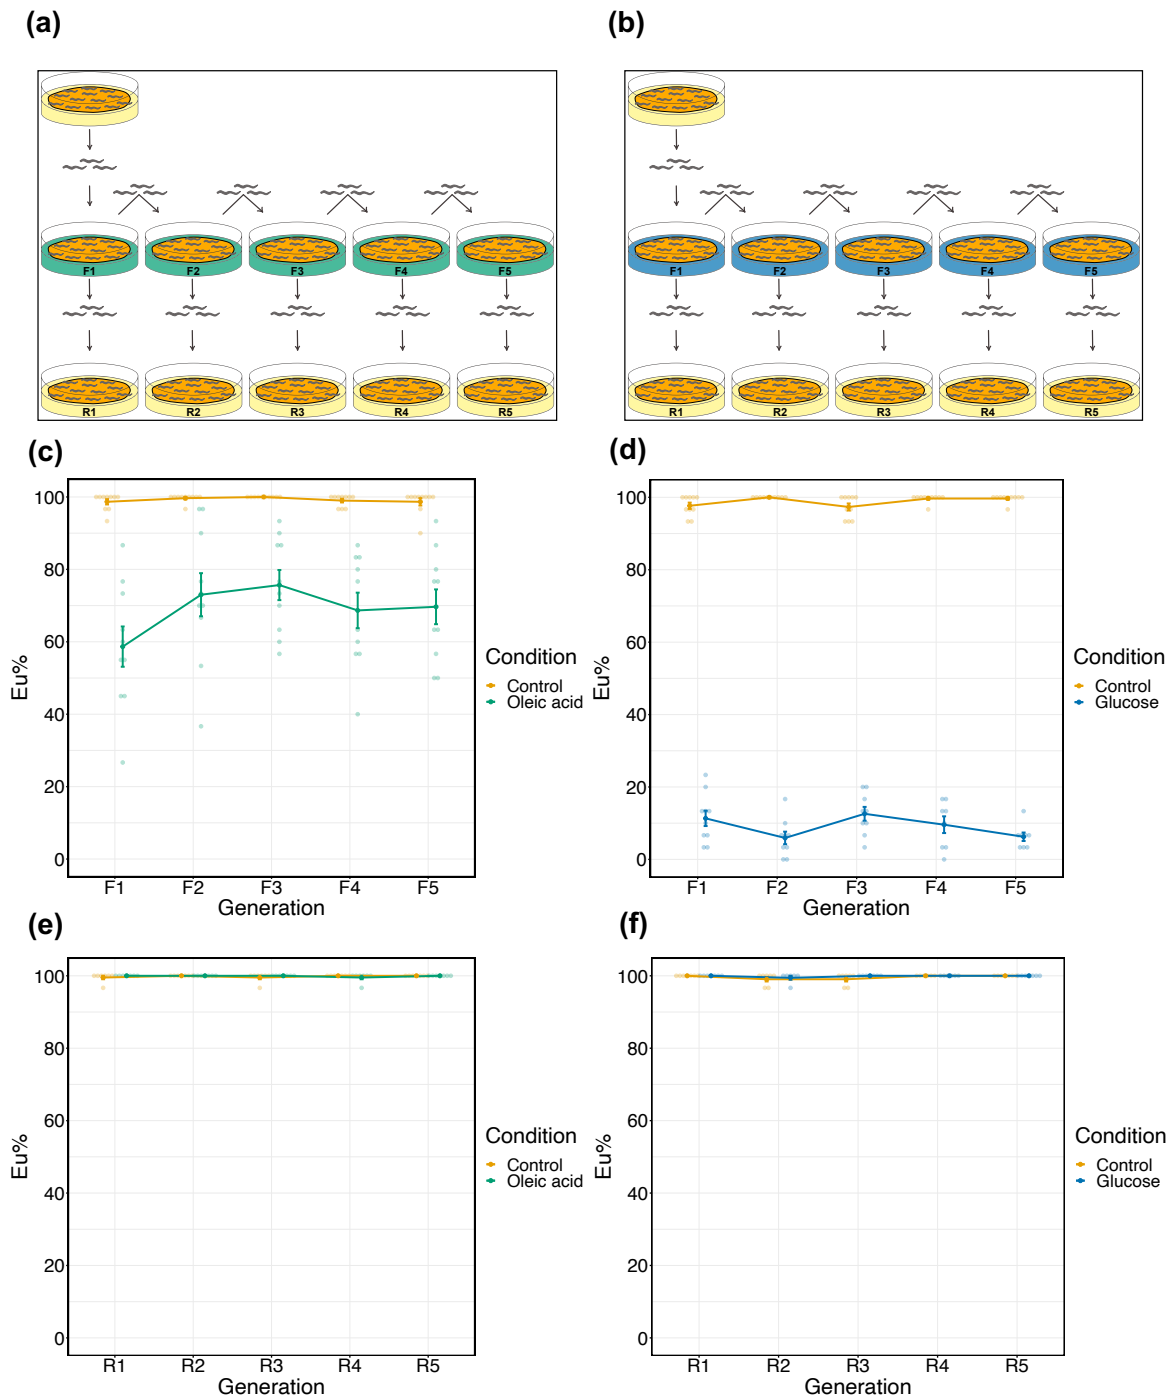 (a)
F1 F2 F3 F4 F5
R1 R2 R3 R4 R5
(b)
F1 F2 F3 F4 F5
R1 R2 R3 R4 R5
(c)
Eu%
100
80
60
40
20
0
F1 F2 F3 F4 F5
Generation
Condition
Control
Oleic acid
(d)
Eu%
100
80
60
40
20
0
F1 F2 F3 F4 F5
Generation
Condition
Control
Glucose
(e)
Eu%
100
80
60
40
20
0
R1 R2 R3 R4 R5
Generation
Condition
Control
Oleic acid
(f)
Eu%
100
80
60
40
20
0
R1 R2 R3 R4 R5
Generation
Condition
Control
Glucose